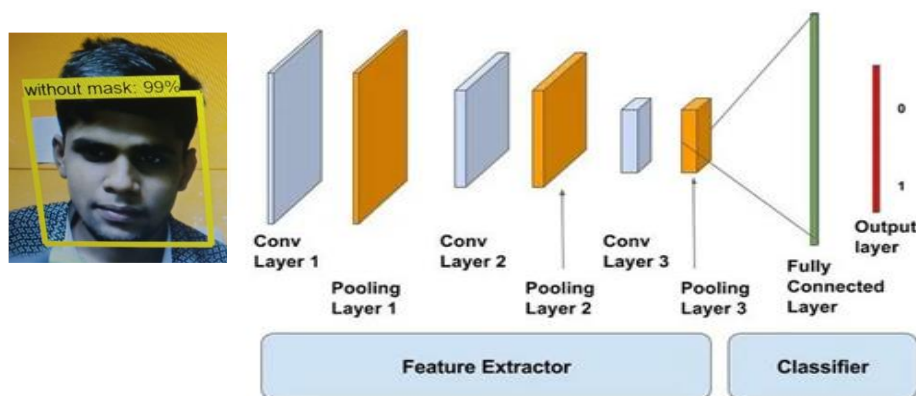 without mask: 99%
Conv
Layer 1
Pooling
Layer 1
Conv
Layer 2
Pooling
Layer 2
Conv
Layer 3
Pooling
Layer 3
Fully
Connected
Layer
0
1
Output
layer
Feature Extractor
Classifier